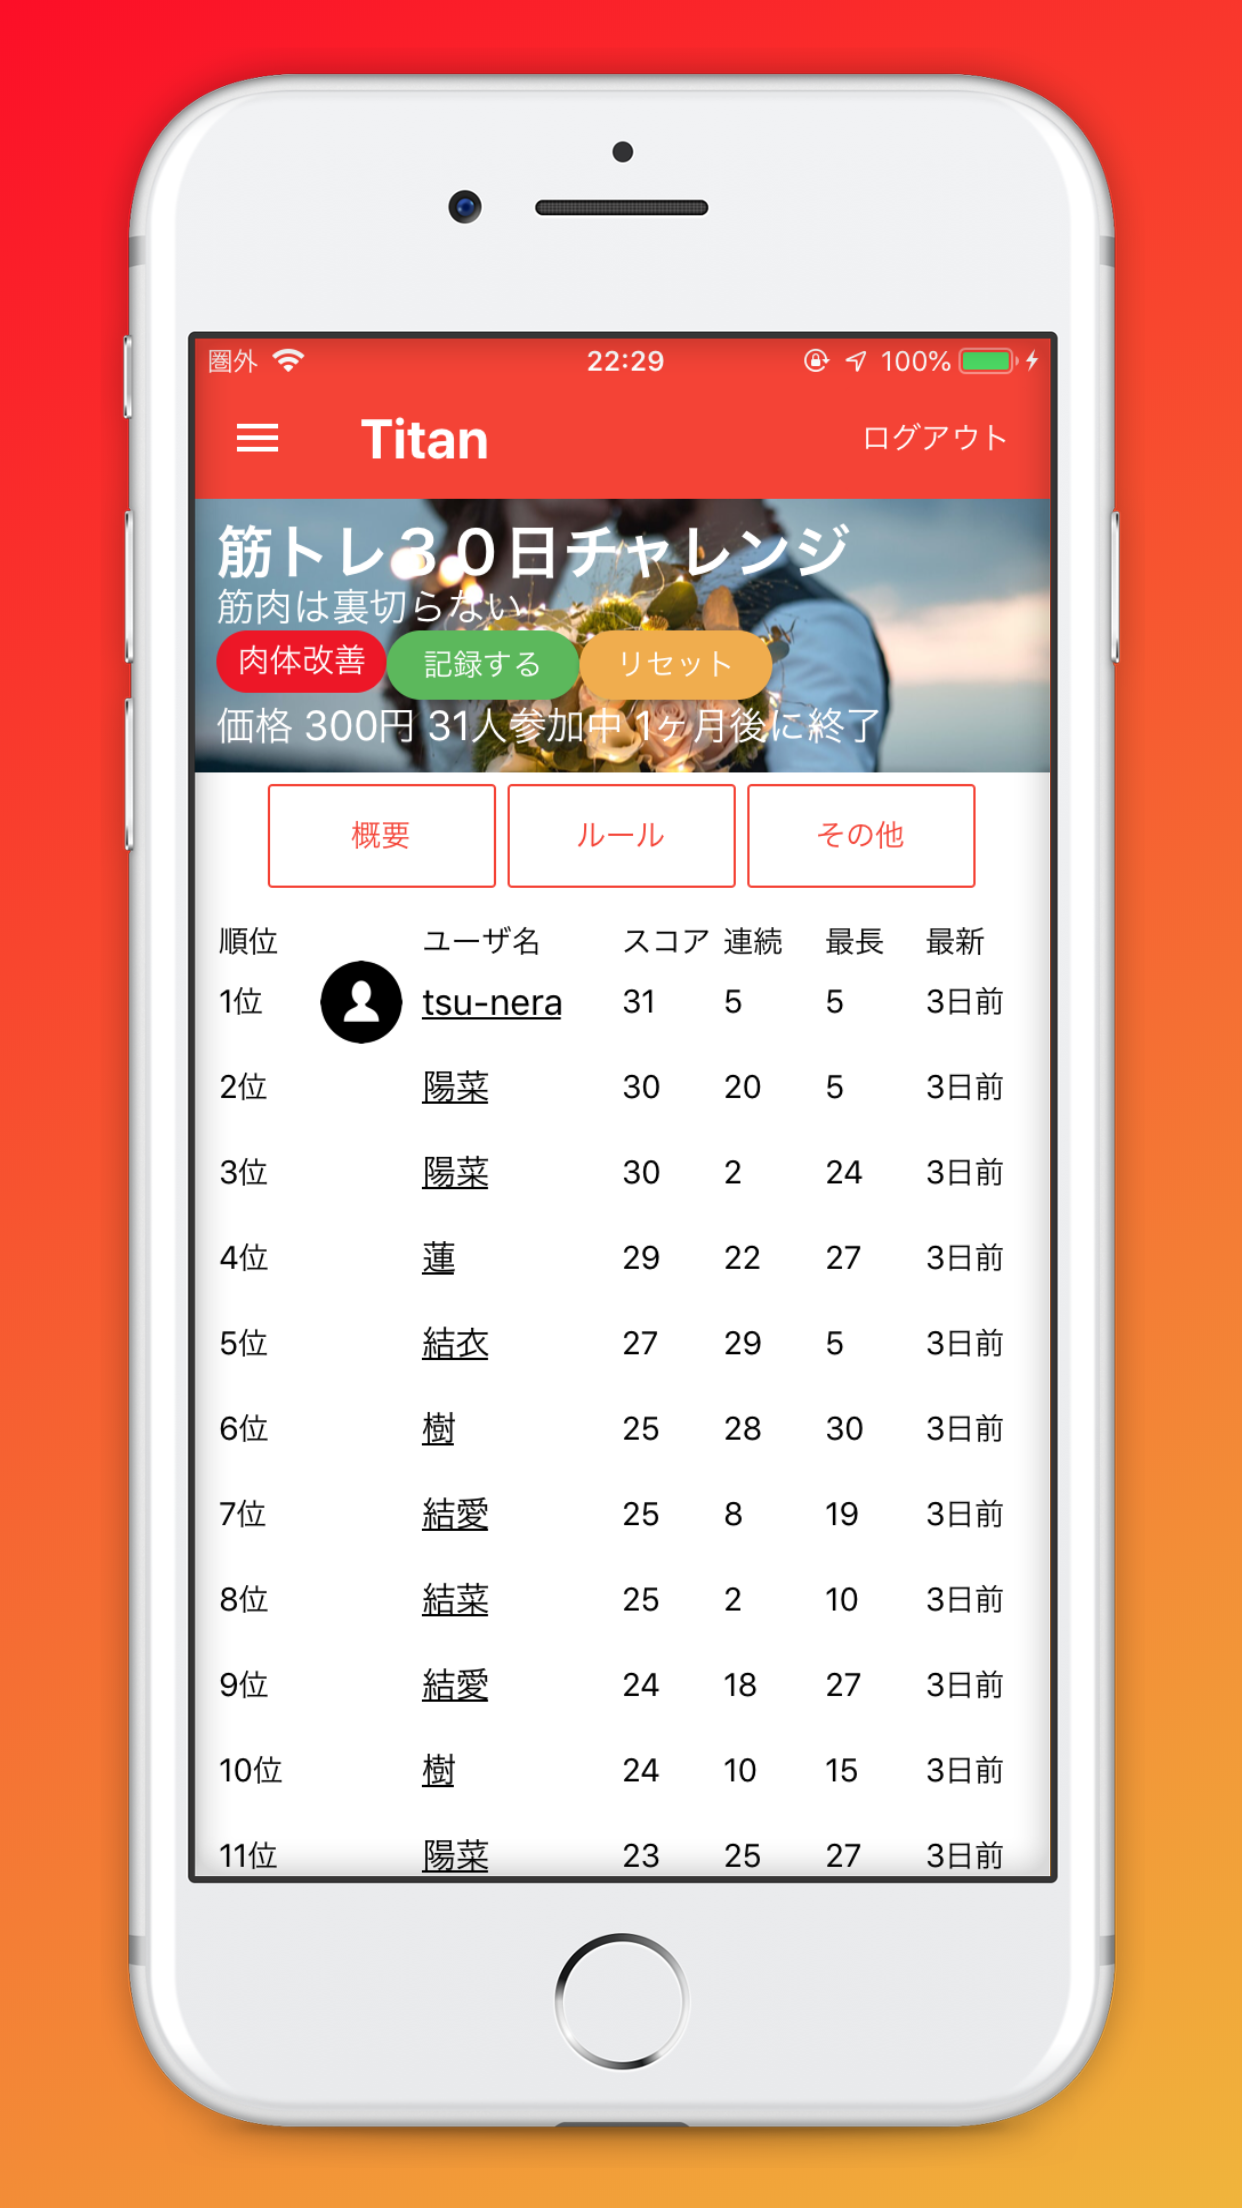 圏外 22:29 100%
Titan ログアウト
筋トレ３０日チャレンジ
筋肉は裏切らない
肉体改善 記録する リセット
価格 300円 31人参加中 1ヶ月後に終了
概要 ルール その他
順位 ユーザ名 スコア 連続 最長 最新
1位 tsu-nera 31 5 5 3日前
2位 陽菜 30 20 5 3日前
3位 陽菜 30 2 24 3日前
4位 蓮 29 22 27 3日前
5位 結衣 27 29 5 3日前
6位 樹 25 28 30 3日前
7位 結愛 25 8 19 3日前
8位 結菜 25 2 10 3日前
9位 結愛 24 18 27 3日前
10位 樹 24 10 15 3日前
11位 陽菜 23 25 27 3日前